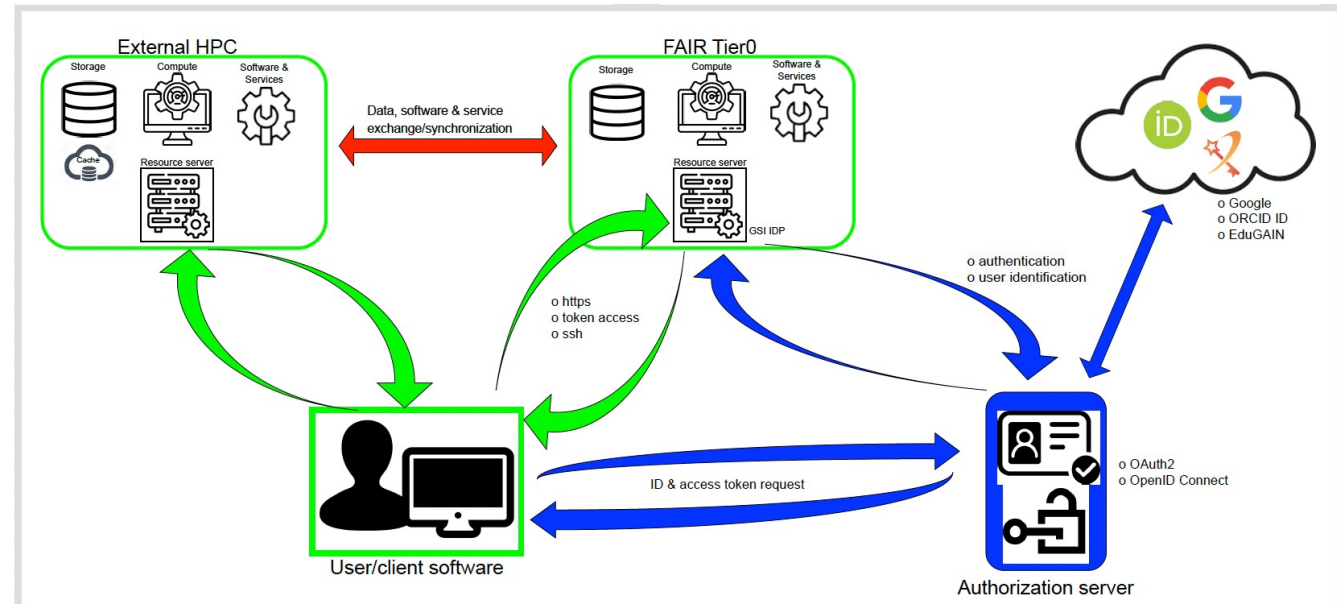 External HPC
Storage
Compute
Software &
Services
Cache
Resource server
Data, software & service
exchange/synchronization
FAIR Tier0
Storage
Compute
Software &
Services
Resource server
GSI IDP
iD
G
o Google
o ORCID ID
o EduGAIN
o authentication
o user identification
o https
o token access
o ssh
ID & access token request
o OAuth2
o OpenID Connect
User/client software
Authorization server